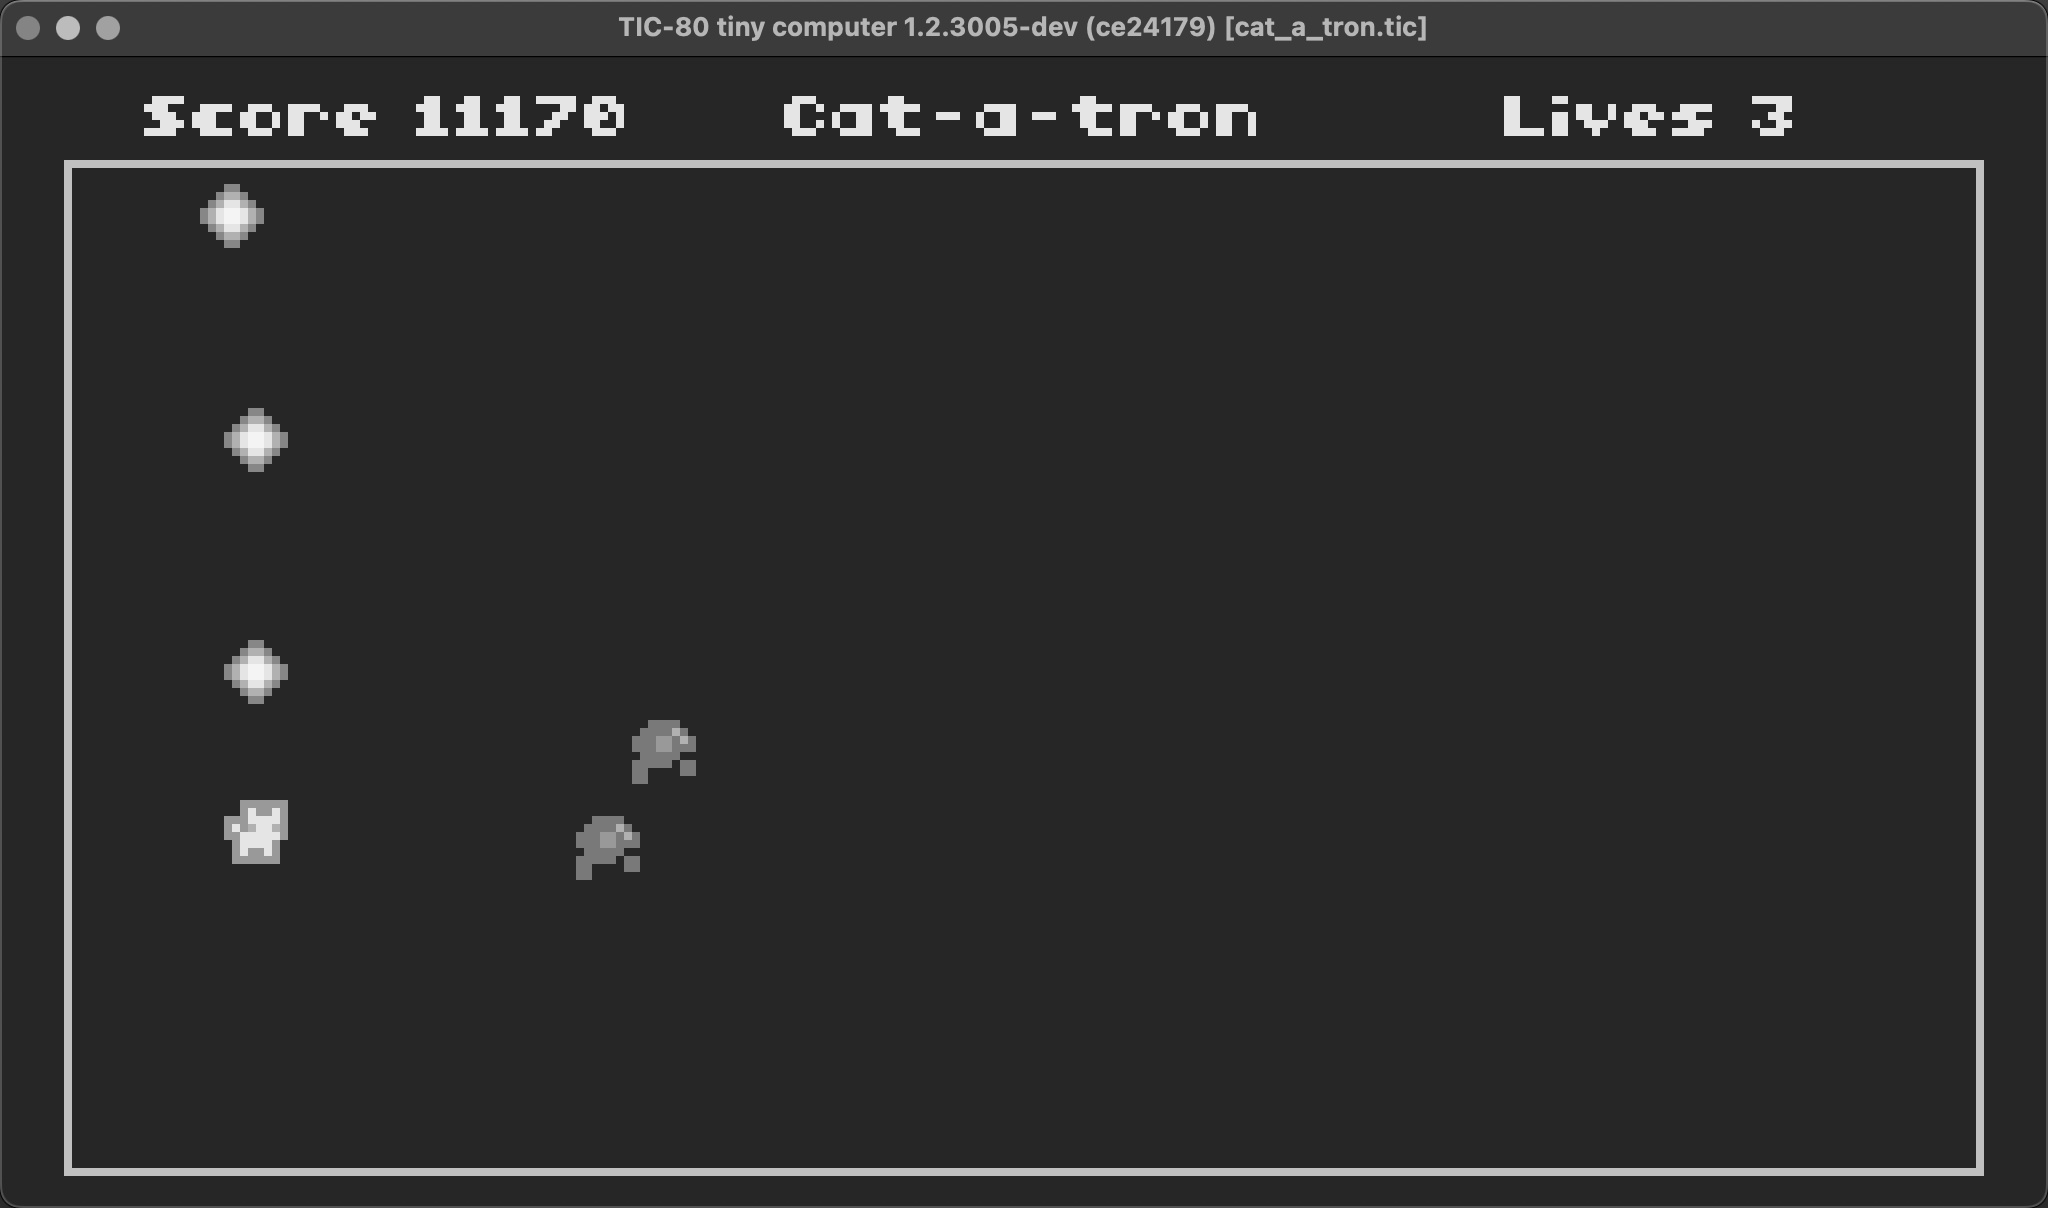 TIC-80 tiny computer 1.2.3005-dev (ce24179) [cat_a_tron.tic]
Score 11170 Cat-a-tron Lives 3